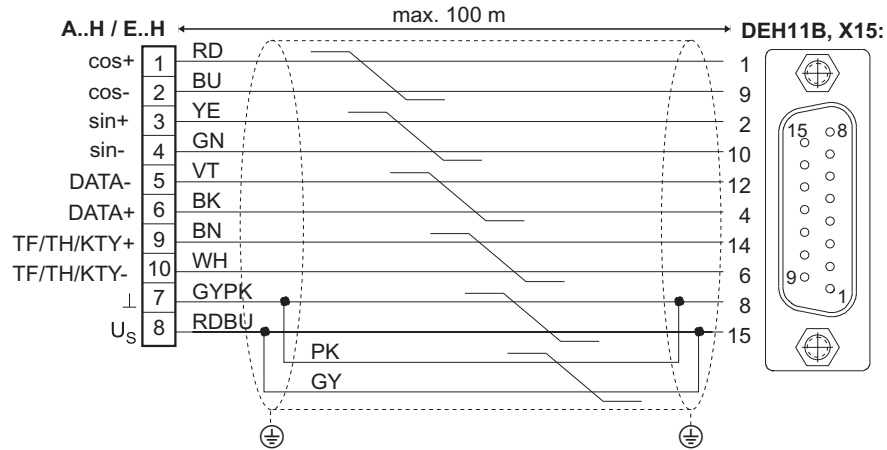 max. 100 m
A..H / E..H
DEH11B, X15:
cos+ 1 RD 1
cos- 2 BU 9
sin+ 3 YE 2
sin- 4 GN 10
DATA- 5 VT 12
DATA+ 6 BK 4
TF/TH/KTY+ 9 BN 14
TF/TH/KTY- 10 WH 6
⊥ 7 GYPK 8
US 8 RDBU 15
PK
GY
15 8
9 1